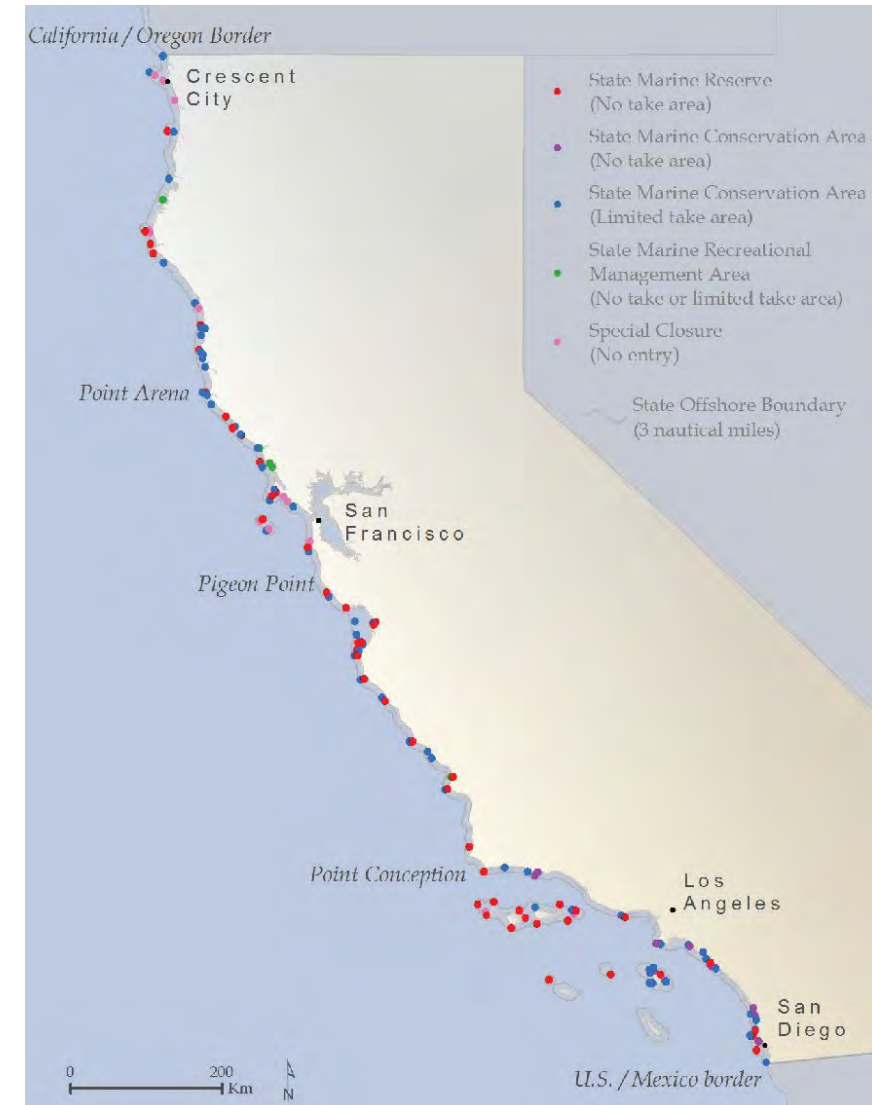 California / Oregon Border
Crescent
City
State Marine Reserve
(No take area)
State Marine Conservation Area
(No take area)
State Marine Conservation Area
(Limited take area)
State Marine Recreational
Management Area
(No take or limited take area)
Special Closure
(No entry)
State Offshore Boundary
(3 nautical miles)
Point Arena
San
Francisco
Pigeon Point
Point Conception
Los
Angeles
San
Diego
U.S. / Mexico border
0 200
Km
N